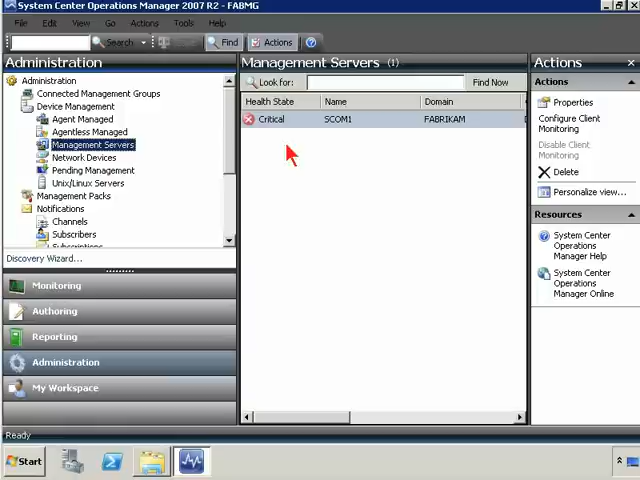 System Center Operations Manager 2007 R2 - FABMG
File Edit View Go Actions Tools Help
Search Find Actions
Administration
Administration
Connected Management Groups
Device Management
Agent Managed
Agentless Managed
Management Servers
Network Devices
Pending Management
Unix/Linux Servers
Management Packs
Notifications
Channels
Subscribers
Subscriptions
Discovery Wizard...
Monitoring
Authoring
Reporting
Administration
My Workspace
Management Servers (1)
Look for: Find Now
Health State Name Domain
Critical SCOM1 FABRIKAM
Actions
Actions
Properties
Configure Client
Monitoring
Disable Client
Monitoring
Delete
Personalize view...
Resources
System Center
Operations
Manager Help
System Center
Operations
Manager Online
Ready
Start